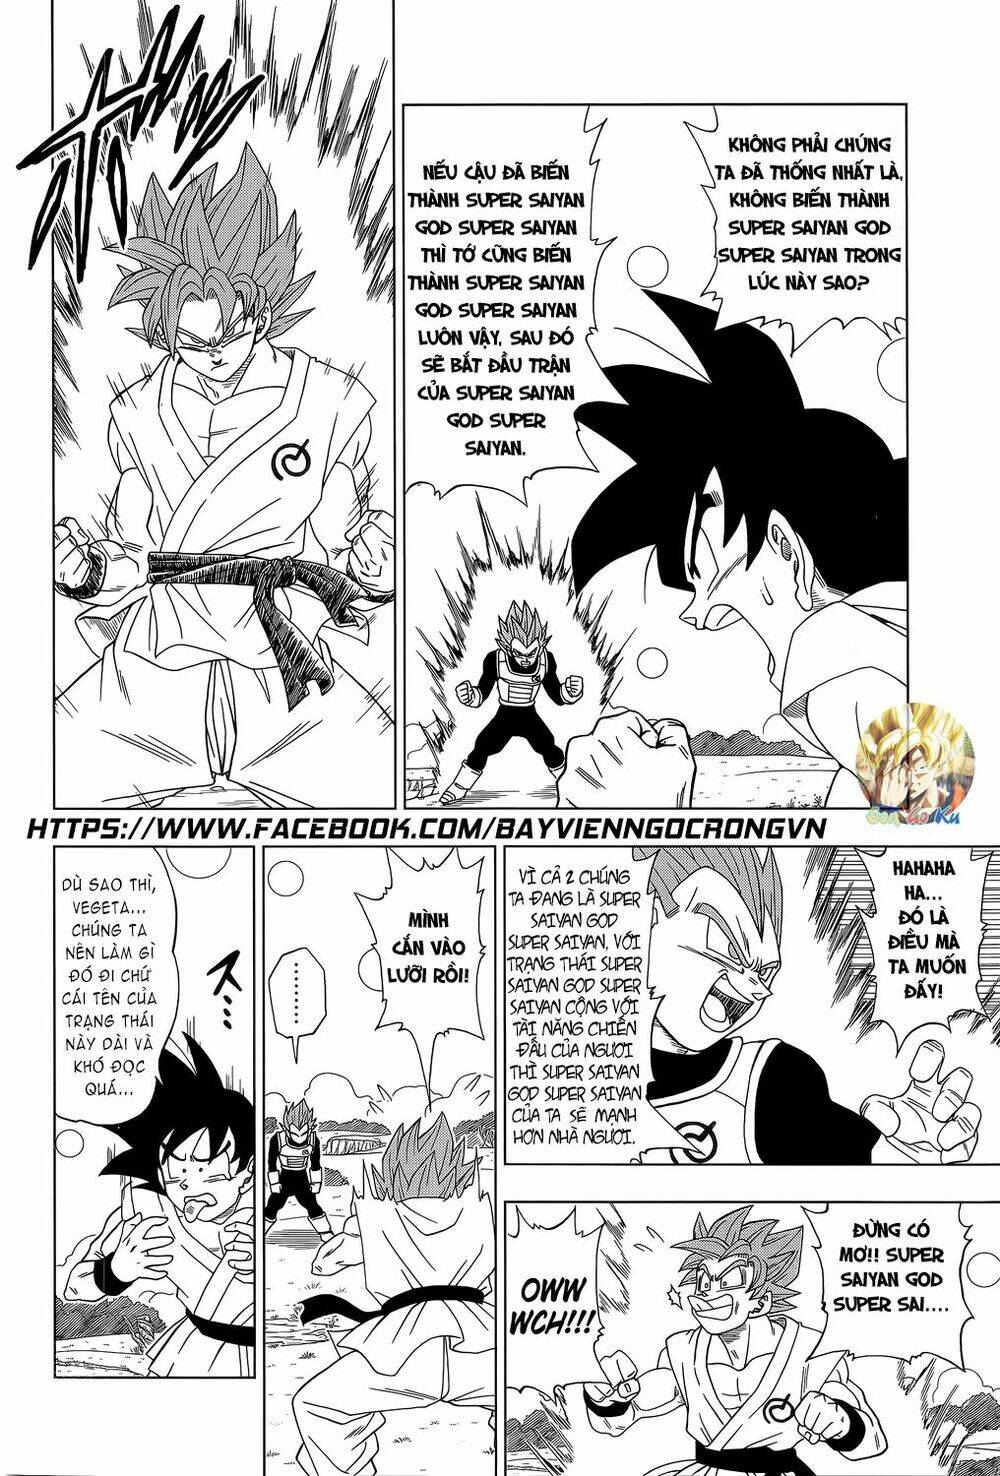 KHÔNG PHẢI CHÚNG
TA ĐÃ THỐNG NHẤT LÀ,
KHÔNG BIẾN THÀNH
SUPER SAIYAN GOD
SUPER SAIYAN TRONG
LÚC NÀY SAO?
NẾU CẬU ĐÃ BIẾN
THÀNH SUPER SAIYAN
GOD SUPER SAIYAN
THÌ TỚ CŨNG BIẾN
THÀNH SUPER SAIYAN
GOD SUPER SAIYAN
LUÔN VẬY, SAU ĐÓ
SẼ BẮT ĐẦU TRẬN
CỦA SUPER SAIYAN
GOD SUPER
SAIYAN.
Son Go Ku
HTTPS://WWW.FACEBOOK.COM/BAYVIENNGOCRONGVN
HAHAHA
HA...
ĐÓ LÀ
ĐIỀU MÀ
TA MUỐN
ĐẤY!
VÌ CẢ 2 CHÚNG
TA ĐANG LÀ SUPER
SAIYAN GOD
SUPER SAIYAN, VỚI
TRẠNG THÁI SUPER
SAIYAN GOD SUPER
SAIYAN CỘNG VỚI
TÀI NĂNG CHIẾN
ĐẤU CỦA NGƯƠI
THÌ SUPER SAIYAN
GOD SUPER SAIYAN
CỦA TA SẼ MẠNH
HƠN NHÀ NGƯƠI.
ĐỪNG CÓ
MƠ!! SUPER
SAIYAN GOD
SUPER SAI....
OWW
WCH!!!
MÌNH
CẮN VÀO
LƯỠI RỒI!
........
ス...
DÙ SAO THÌ,
VEGETA...
CHÚNG TA
NÊN LÀM GÌ
ĐÓ ĐI CHỨ
CÁI TÊN CỦA
TRẠNG THÁI
NÀY DÀI VÀ
KHÓ ĐỌC
QUÁ...